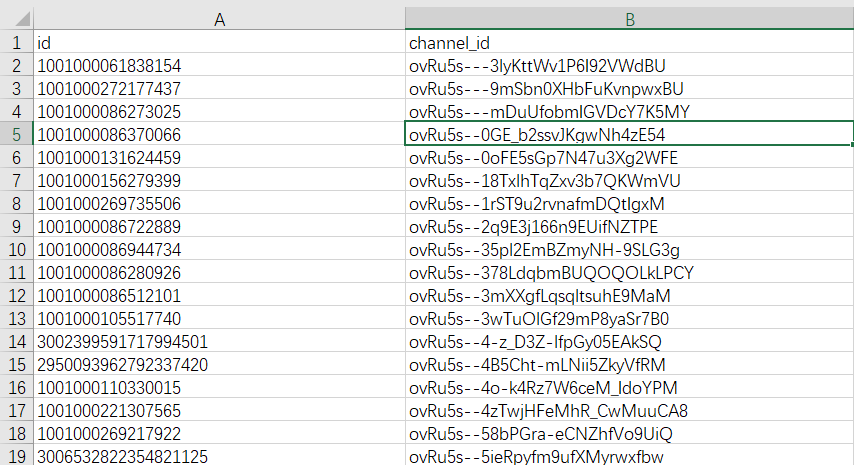 A B
1 id channel_id
2 1001000061838154 ovRu5s---3lyKttWv1P6I92VWdBU
3 1001000272177437 ovRu5s---9mSbn0XHbFuKvnpwxBU
4 1001000086273025 ovRu5s---mDuUfobmIGVDcY7K5MY
5 1001000086370066 ovRu5s--0GE_b2ssvJKgwNh4zE54
6 1001000131624459 ovRu5s--0oFE5sGp7N47u3Xg2WFE
7 1001000156279399 ovRu5s--18TxlhTqZxv3b7QKWmVU
8 1001000269735506 ovRu5s--1rST9u2rvnafmDQtIgxM
9 1001000086722889 ovRu5s--2q9E3j166n9EUifNZTPE
10 1001000086944734 ovRu5s--35pI2EmBZmyNH-9SLG3g
11 1001000086280926 ovRu5s--378LdqbmBUQOQOLkLPCY
12 1001000086512101 ovRu5s--3mXXgfLqsqItsuhE9MaM
13 1001000105517740 ovRu5s--3wTuOIGf29mP8yaSr7B0
14 3002399591717994501 ovRu5s--4-z_D3Z-IfpGy05EAkSQ
15 2950093962792337420 ovRu5s--4B5Cht-mLNii5ZkyVfRM
16 1001000110330015 ovRu5s--4o-k4Rz7W6ceM_IdoYPM
17 1001000221307565 ovRu5s--4zTwjHFeMhR_CwMuuCA8
18 1001000269217922 ovRu5s--58bPGra-eCNZhfVo9UiQ
19 3006532822354821125 ovRu5s--5ieRpyfm9ufXMyrwxfbw